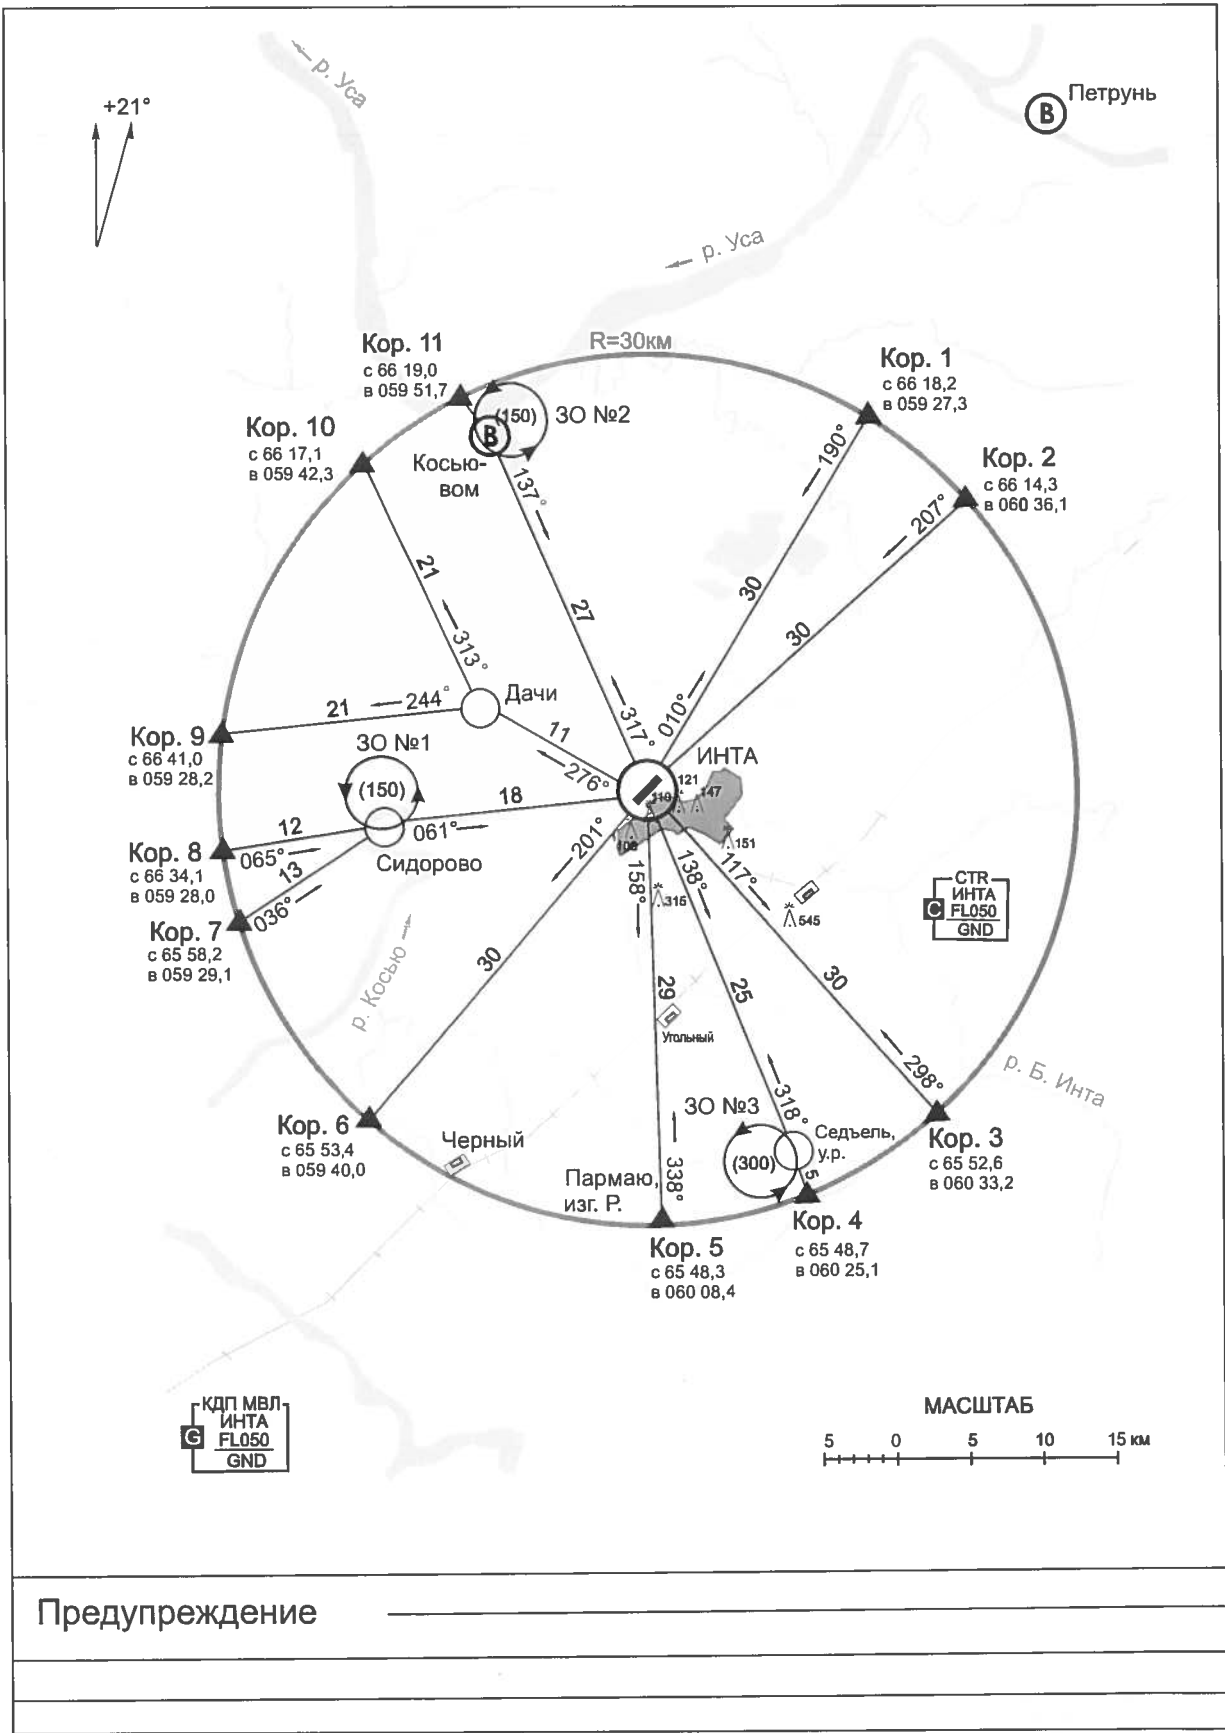 +21°
р. Уса
В
Петрунь
р. Уса
R=30км
Кор. 11
с 66 19,0
в 059 51,7
(150)
ЗО №2
В
Косью-
вом
Кор. 1
с 66 18,2
в 059 27,3
Кор. 10
с 66 17,1
в 059 42,3
Кор. 2
с 66 14,3
в 060 36,1
190°
207°
137°
21
27
30
30
313°
Дачи
21
244°
11
317°
010°
276°
ИНТА
Кор. 9
с 66 41,0
в 059 28,2
ЗО №1
(150)
18
121
110
147
151
12
065°
061°
Сидорово
13
036°
Кор. 8
с 66 34,1
в 059 28,0
Кор. 7
с 65 58,2
в 059 29,1
201°
158°
138°
117°
315
545
CTR
ИНТА
C
FL050
GND
р. Косью
30
29
25
30
Угольный
298°
р. Б. Инта
318°
ЗО №3
(300)
Седъель,
у.р.
5
Кор. 3
с 65 52,6
в 060 33,2
Кор. 6
с 65 53,4
в 059 40,0
Черный
Пармаю,
изг. Р.
338°
Кор. 4
с 65 48,7
в 060 25,1
Кор. 5
с 65 48,3
в 060 08,4
КДП МВЛ
ИНТА
G
FL050
GND
МАСШТАБ
5 0 5 10 15 км
Предупреждение